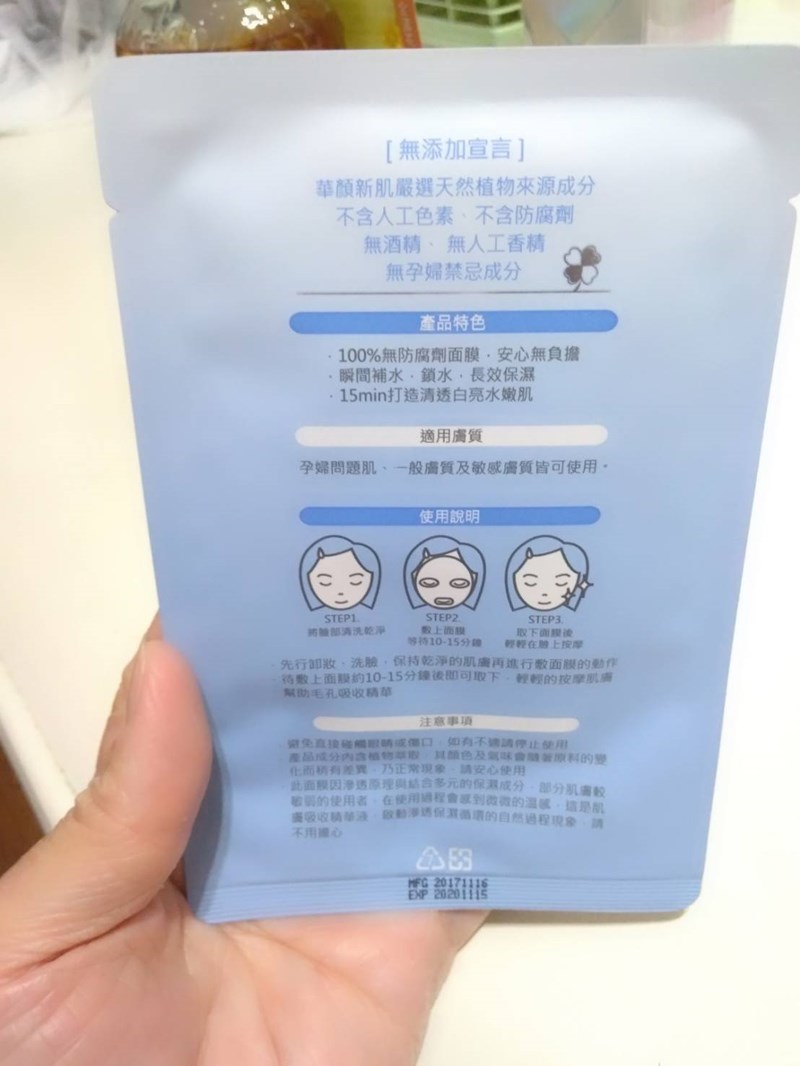 [無添加宣言]
華顏新肌嚴選天然植物來源成分
不含人工色素、不含防腐劑
無酒精、 無人工香精
無孕婦禁忌成分
產品特色
·100%無防腐劑面膜·安心無負擔
·瞬間補水·鎖水·長效保濕
·15min打造清透白亮水嫩肌
適用膚質
孕婦問題肌、一般膚質及敏感膚質皆可使用。
使用說明
STEP1. STEP2. STEP3.
將臉部清洗乾淨 敷上面膜 取下面膜後
等待10-15分鐘 輕輕在臉上按摩
·先行卸妝、洗臉，保持乾淨的肌膚再進行敷面膜的動作
待敷上面膜約10-15分鐘後即可取下，輕輕的按摩肌膚
幫助毛孔吸收精華
注意事項
·避免直接碰觸眼睛或傷口，如有不適請停止使用
·產品成分內含植物萃取，其顏色及氣味會隨著原料的變
化而稍有差異，乃正常現象，請安心使用
·此面膜因滲透原理與結合多元的保濕成分，部分肌膚較
敏弱的使用者，在使用過程會感到微微的溫感，這是肌
膚吸收精華液，啟動滲透保濕循環的自然過程現象，請
不用擔心
MFG 20171116
EXP 20201115